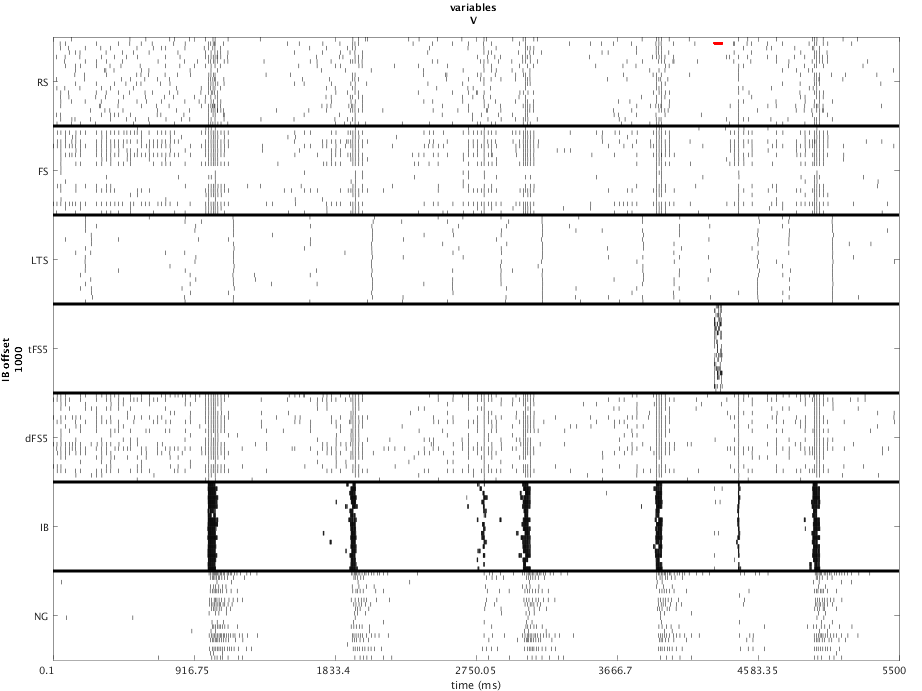 variables
V
RS
FS
LTS
tFS5
dFS5
IB
NG
IB offset
1000
0.1
916.75
1833.4
2750.05
3666.7
4583.35
5500
time (ms)